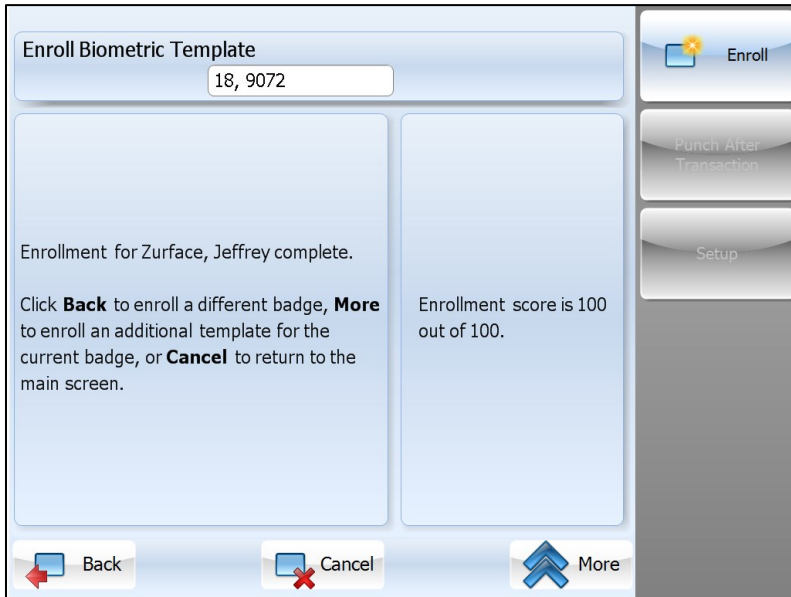 Enroll Biometric Template
18, 9072
Enrollment for Zurface, Jeffrey complete.
Click Back to enroll a different badge, More
to enroll an additional template for the
current badge, or Cancel to return to the
main screen.
Enrollment score is 100
out of 100.
Back
Cancel
More
Enroll
Punch After
Transaction
Setup